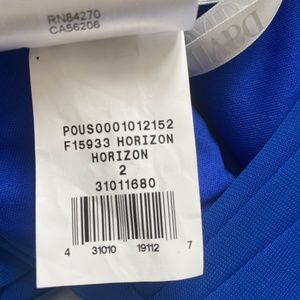 RN84270
CA56206
POUS0001012152
F15933 HORIZON
HORIZON
2
31011680
4 31010 19112 7